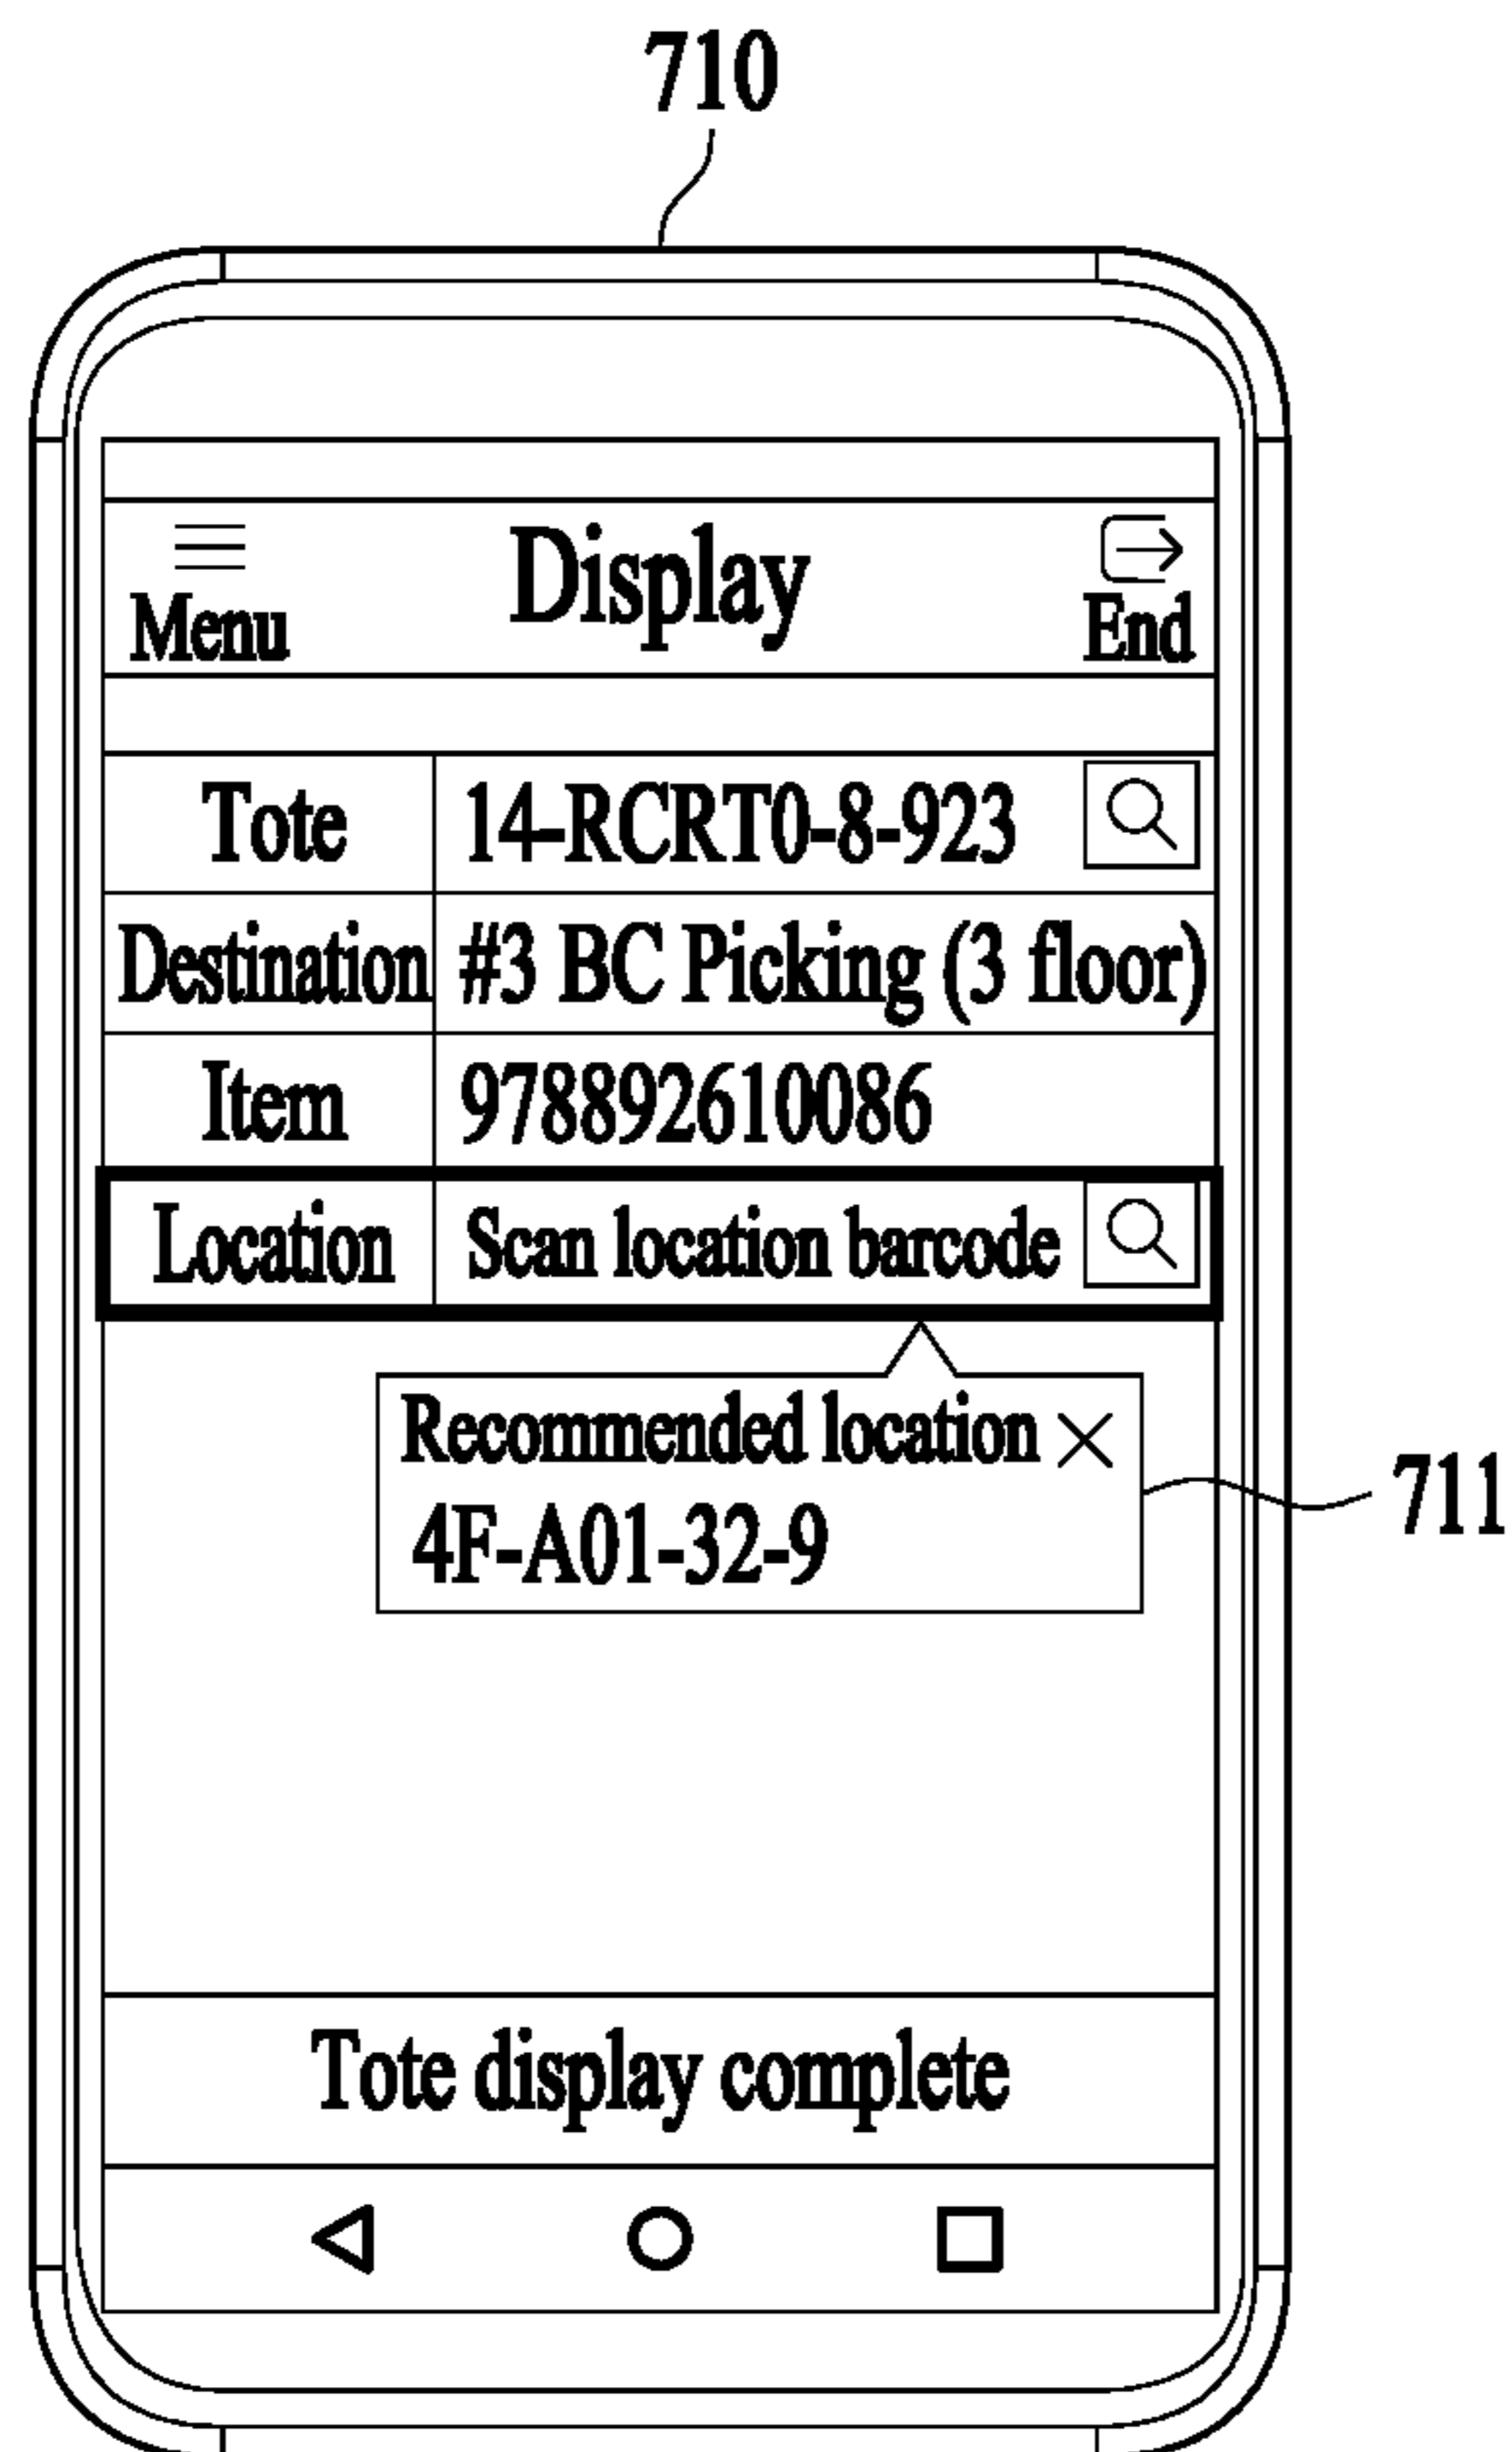 710
Menu Display End
Tote 14-RCRT0-8-923
Destination #3 BC Picking (3 floor)
Item 978892610086
Location Scan location barcode
Recommended location
4F-A01-32-9
711
Tote display complete